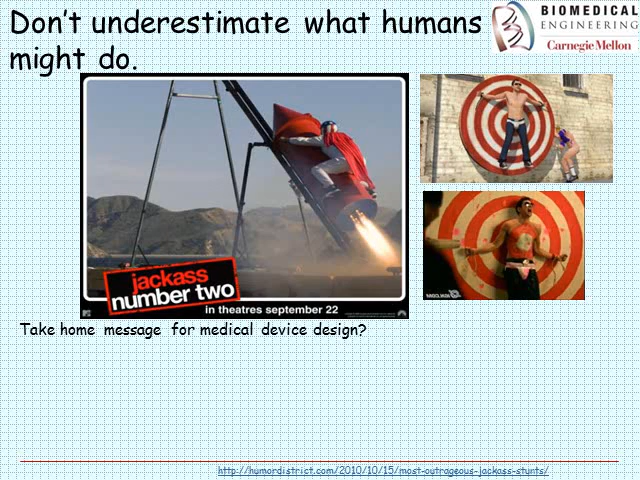 Don't underestimate what humans
might do.
BIOMEDICAL
ENGINEERING
Carnegie Mellon
jackass
number two
in theatres september 22
Take home message for medical device design?
http://humordistrict.com/2010/10/15/most-outrageous-jackass-stunts/